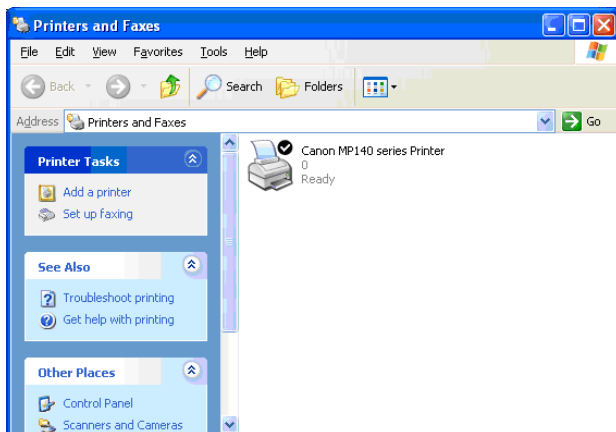 Printers and Faxes
File Edit View Favorites Tools Help
Back Search Folders
Address Printers and Faxes Go
Printer Tasks
Add a printer
Set up faxing
See Also
Troubleshoot printing
Get help with printing
Other Places
Control Panel
Scanners and Cameras
Canon MP140 series Printer
0
Ready